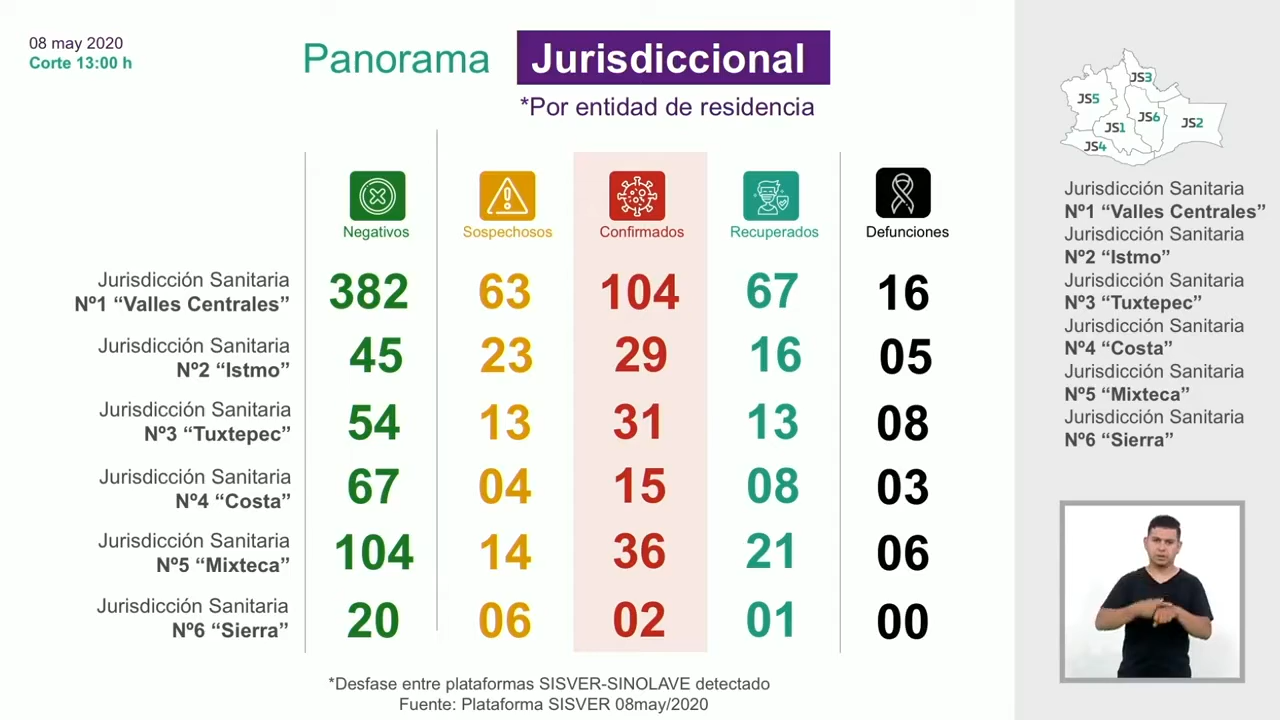 08 may 2020
Corte 13:00 h
Panorama Jurisdiccional
*Por entidad de residencia
Negativos Sospechosos Confirmados Recuperados Defunciones
Jurisdicción Sanitaria
Nº1 “Valles Centrales” 382 63 104 67 16
Jurisdicción Sanitaria
Nº2 “Istmo” 45 23 29 16 05
Jurisdicción Sanitaria
Nº3 “Tuxtepec” 54 13 31 13 08
Jurisdicción Sanitaria
Nº4 “Costa” 67 04 15 08 03
Jurisdicción Sanitaria
Nº5 “Mixteca” 104 14 36 21 06
Jurisdicción Sanitaria
Nº6 “Sierra” 20 06 02 01 00
*Desfase entre plataformas SISVER-SINOLAVE detectado
Fuente: Plataforma SISVER 08may/2020
JS3
JS5
JS6
JS2
JS1
JS4
Jurisdicción Sanitaria
Nº1 “Valles Centrales”
Jurisdicción Sanitaria
Nº2 “Istmo”
Jurisdicción Sanitaria
Nº3 “Tuxtepec”
Jurisdicción Sanitaria
Nº4 “Costa”
Jurisdicción Sanitaria
Nº5 “Mixteca”
Jurisdicción Sanitaria
Nº6 “Sierra”